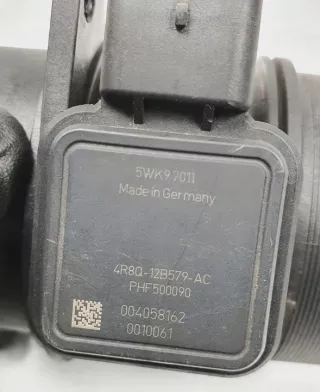 5WK97011
Made in Germany
4R8Q-12B579-AC
PHF500090
004058162
0010061